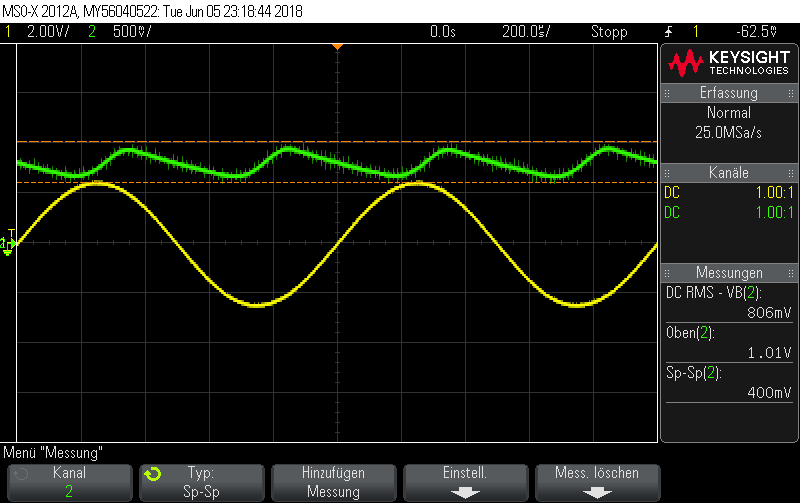 MSO-X 2012A, MY56040522: Tue Jun 05 23:18:44 2018
1 2.00V/ 2 500mV/ 0.0s 200.0µs/ Stopp 1 -62.5mV
KEYSIGHT
TECHNOLOGIES
Erfassung
Normal
25.0MSa/s
Kanäle
DC 1.00:1
DC 1.00:1
Messungen
DC RMS - VB(2):
806mV
Oben(2):
1.01V
Sp-Sp(2):
400mV
T
Menü "Messung"
Kanal
2
Typ:
Sp-Sp
Hinzufügen
Messung
Einstell.
Mess. löschen